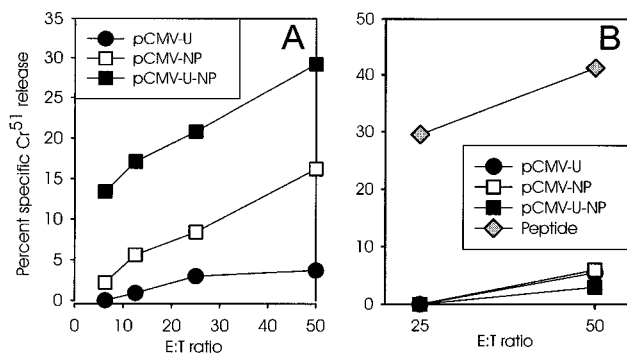 A
B
pCMV-U
pCMV-NP
pCMV-U-NP
Percent specific Cr51 release
35
30
25
20
15
10
5
0
0 10 20 30 40 50
E:T ratio
50
40
30
20
10
0
pCMV-U
pCMV-NP
pCMV-U-NP
Peptide
25 50
E:T ratio